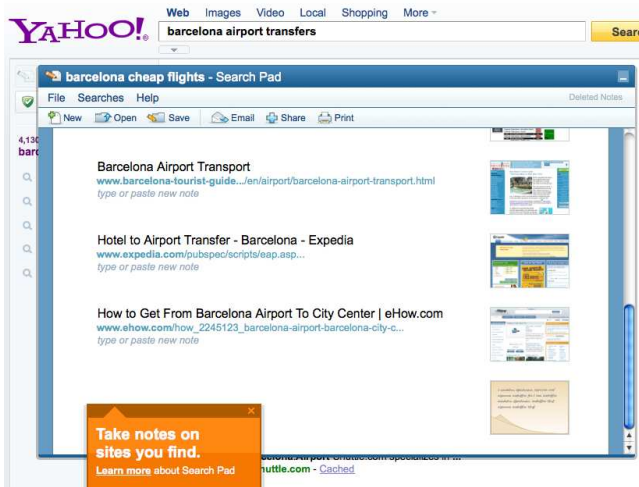 Web Images Video Local Shopping More
YAHOO!
barcelona airport transfers
Sear
barcelona cheap flights - Search Pad
File Searches Help
Deleted Notes
New Open Save Email Share Print
4,130
barc
Barcelona Airport Transport
www.barcelona-tourist-guide.../en/airport/barcelona-airport-transport.html
type or paste new note
Hotel to Airport Transfer - Barcelona - Expedia
www.expedia.com/pubspec/scripts/eap.asp...
type or paste new note
How to Get From Barcelona Airport To City Center | eHow.com
www.ehow.com/how_2245123_barcelona-airport-barcelona-city-c...
type or paste new note
Take notes on
sites you find.
Learn more about Search Pad
celona.Airport Shuttle.com specializes in ...
huttle.com - Cached